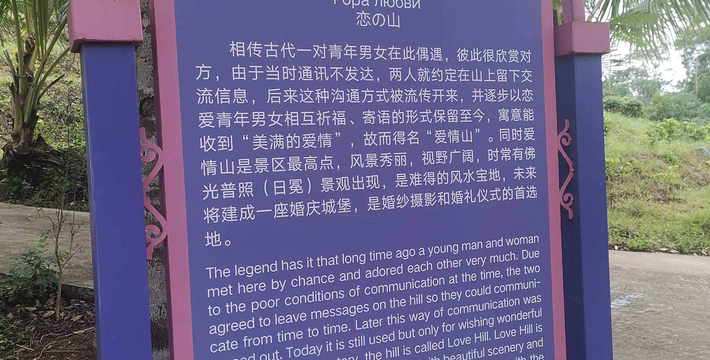 Гора любви
恋の山
相传古代一对青年男女在此偶遇，彼此很欣赏对
方，由于当时通讯不发达，两人就约定在山上留下交
流信息，后来这种沟通方式被流传开来，并逐步以恋
爱青年男女相互祈福、寄语的形式保留至今，寓意能
收到“美满的爱情”，故而得名“爱情山”。同时爱
情山是景区最高点，风景秀丽，视野广阔，时常有佛
光普照（日冕）景观出现，是难得的风水宝地，未来
将建成一座婚庆城堡，是婚纱摄影和婚礼仪式的首选
地。
The legend has it that long time ago a young man and woman
met here by chance and adored each other very much. Due
to the poor conditions of communication at the time, the two
agreed to leave messages on the hill so they could communi-
cate from time to time. Later this way of communication was
out. Today it is still used but only for wishing wonderful
the hill is called Love Hill. Love Hill is
beautiful scenery and
with the